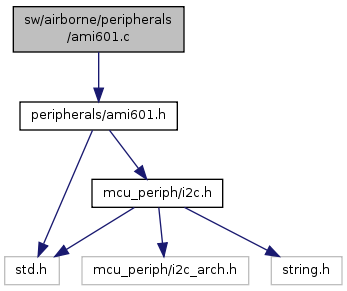 sw/airborne/peripherals
/ami601.c
peripherals/ami601.h
mcu_periph/i2c.h
std.h
mcu_periph/i2c_arch.h
string.h